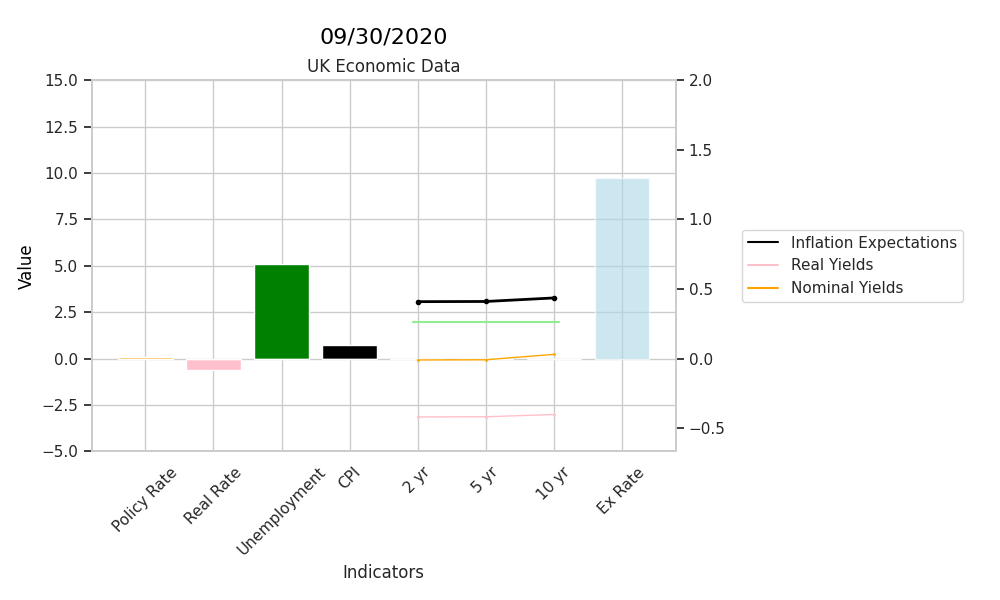 09/30/2020
UK Economic Data
15.0
12.5
10.0
7.5
5.0
2.5
0.0
−2.5
−5.0
Value
2.0
1.5
1.0
0.5
0.0
−0.5
Inflation Expectations
Real Yields
Nominal Yields
Policy Rate
Real Rate
Unemployment
CPI
2 yr
5 yr
10 yr
Ex Rate
Indicators